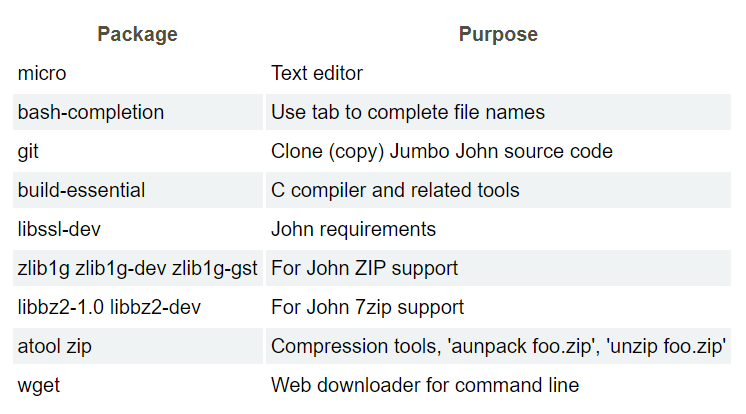 Package Purpose
micro Text editor
bash-completion Use tab to complete file names
git Clone (copy) Jumbo John source code
build-essential C compiler and related tools
libssl-dev John requirements
zlib1g zlib1g-dev zlib1g-gst For John ZIP support
libbz2-1.0 libbz2-dev For John 7zip support
atool zip Compression tools, 'aunpack foo.zip', 'unzip foo.zip'
wget Web downloader for command line